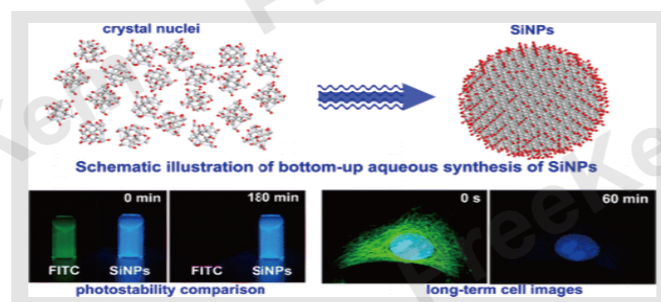 crystal nuclei
SiNPs
Schematic illustration of bottom-up aqueous synthesis of SiNPs
0 min
180 min
0 s
60 min
FITC
SiNPs
FITC
SiNPs
photostability comparison
long-term cell images